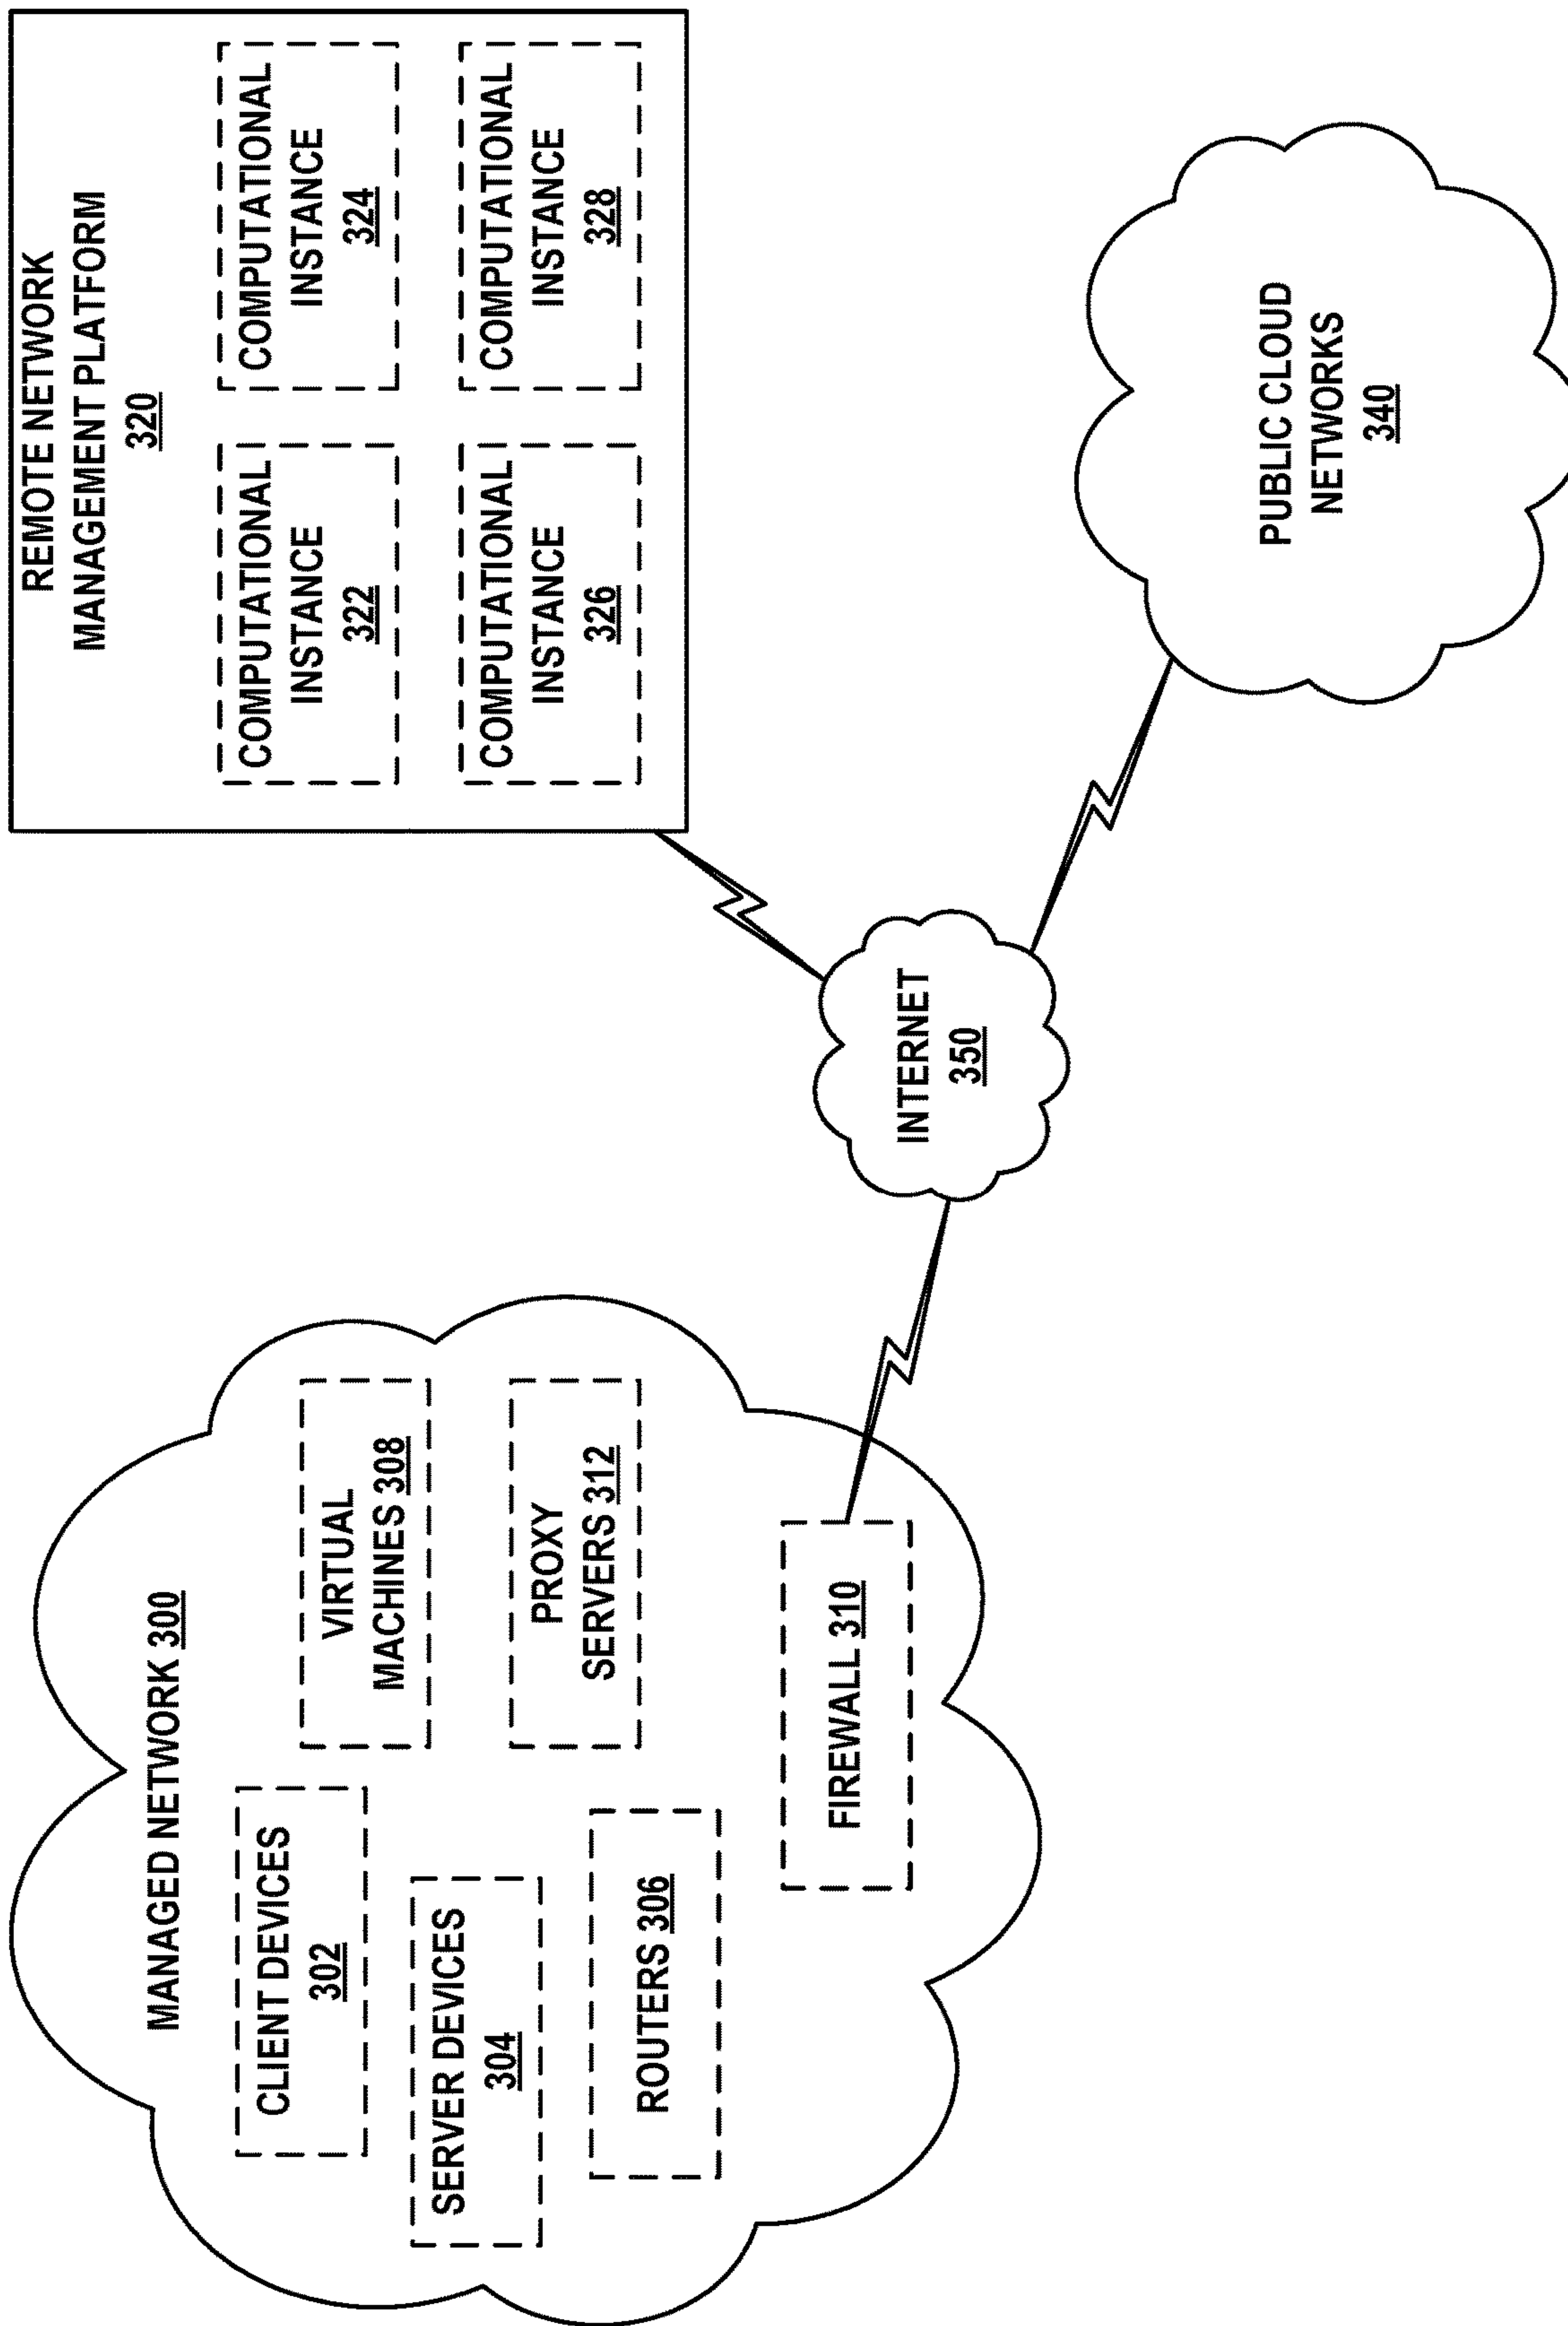 MANAGED NETWORK 300
CLIENT DEVICES
302
SERVER DEVICES
304
ROUTERS 306
VIRTUAL
MACHINES 308
PROXY
SERVERS 312
FIREWALL 310
INTERNET
350
REMOTE NETWORK
MANAGEMENT PLATFORM
320
COMPUTATIONAL
INSTANCE
322
COMPUTATIONAL
INSTANCE
324
COMPUTATIONAL
INSTANCE
326
COMPUTATIONAL
INSTANCE
328
PUBLIC CLOUD
NETWORKS
340